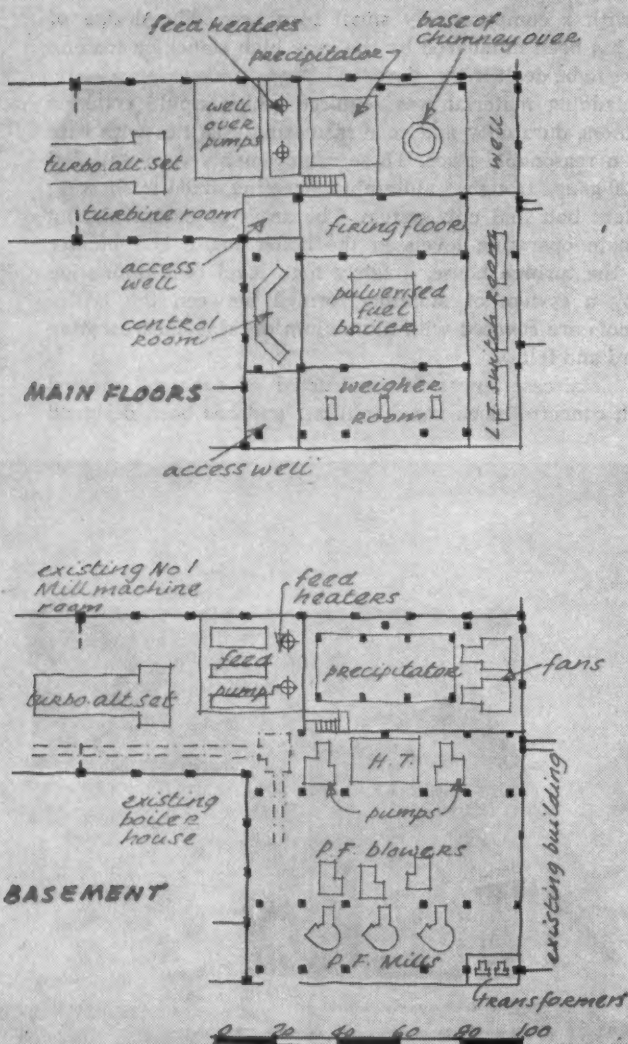 feed heaters
precipitator
base of
chimney over
well
over
pumps
well
turbo. alt. set
turbine room
firing floor
access
well
control
room
pulverised
fuel
boiler
L.T. switch gear
MAIN FLOORS
weigher
room
access well
existing No 1
Mill machine
room
feed
heaters
feed
pump
precipitator
fans
turbo. alt. set
H.T.
pumps
existing
boiler
house
existing building
P.F. blowers
BASEMENT
P.F. Mills
transformers
0 20 40 60 80 100